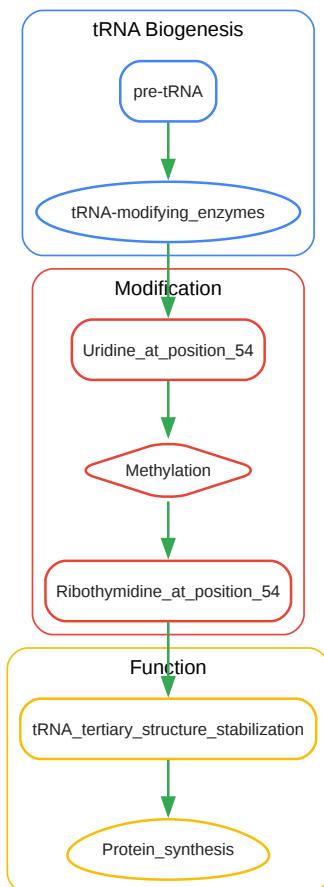 tRNA Biogenesis
pre-tRNA
tRNA-modifying_enzymes
Modification
Uridine_at_position_54
Methylation
Ribothymidine_at_position_54
Function
tRNA_tertiary_structure_stabilization
Protein_synthesis